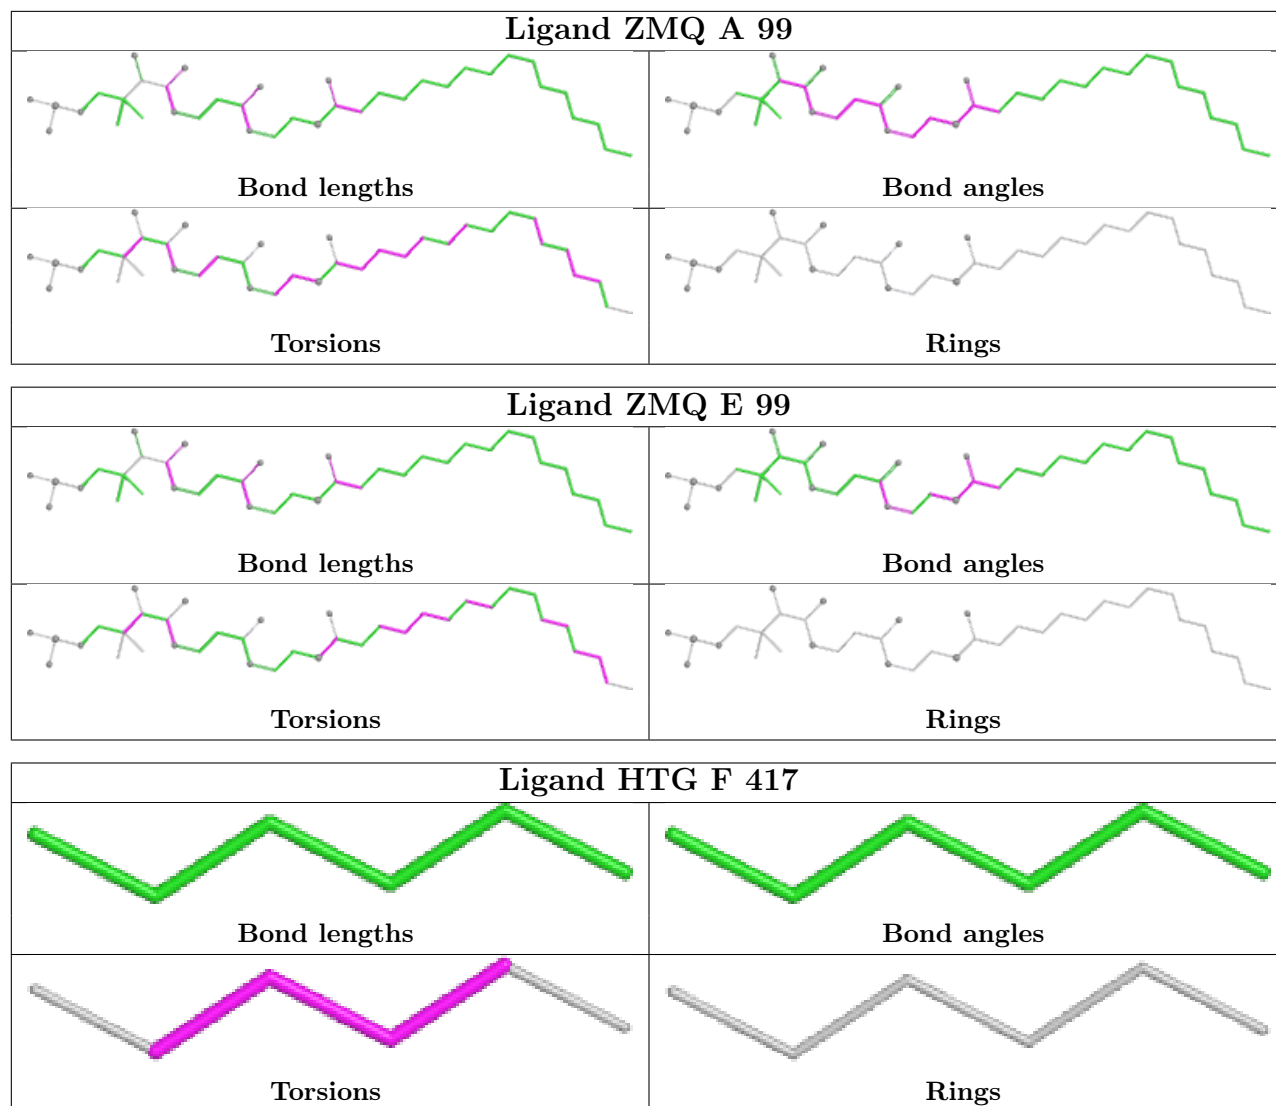 Ligand ZMQ A 99
Bond lengths
Bond angles
Torsions
Rings
Ligand ZMQ E 99
Bond lengths
Bond angles
Torsions
Rings
Ligand HTG F 417
Bond lengths
Bond angles
Torsions
Rings